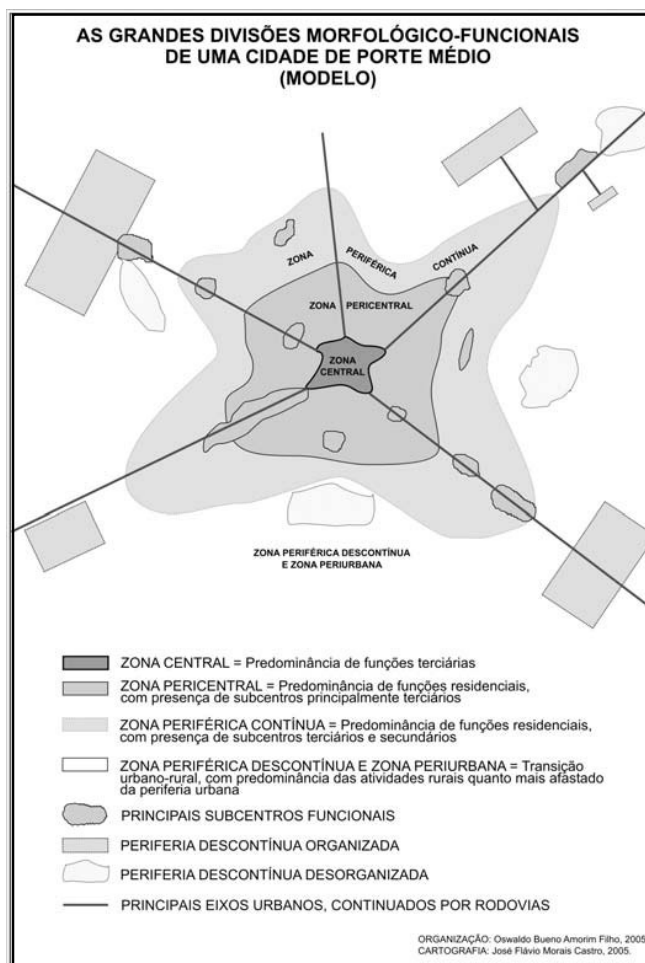 AS GRANDES DIVISÕES MORFOLÓGICO-FUNCIONAIS
DE UMA CIDADE DE PORTE MÉDIO
(MODELO)
ZONA PERIFÉRICA CONTÍNUA
ZONA PERICENTRAL
ZONA
CENTRAL
ZONA PERIFÉRICA DESCONTÍNUA
E ZONA PERIURBANA
ZONA CENTRAL = Predominância de funções terciárias
ZONA PERICENTRAL = Predominância de funções residenciais,
com presença de subcentros principalmente terciários
ZONA PERIFÉRICA CONTÍNUA = Predominância de funções residenciais,
com presença de subcentros terciários e secundários
ZONA PERIFÉRICA DESCONTÍNUA E ZONA PERIURBANA = Transição
urbano-rural, com predominância das atividades rurais quanto mais afastado
da periferia urbana
PRINCIPAIS SUBCENTROS FUNCIONAIS
PERIFERIA DESCONTÍNUA ORGANIZADA
PERIFERIA DESCONTÍNUA DESORGANIZADA
PRINCIPAIS EIXOS URBANOS, CONTINUADOS POR RODOVIAS
ORGANIZAÇÃO: Oswaldo Bueno Amorim Filho, 2005
CARTOGRAFIA: José Flávio Morais Castro, 2005.